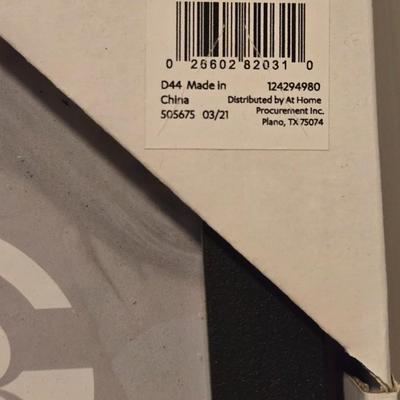 0 26602 82031 0
D44 Made in 124294980
China Distributed by At Home
505675 03/21 Procurement Inc.
Plano, TX 75074